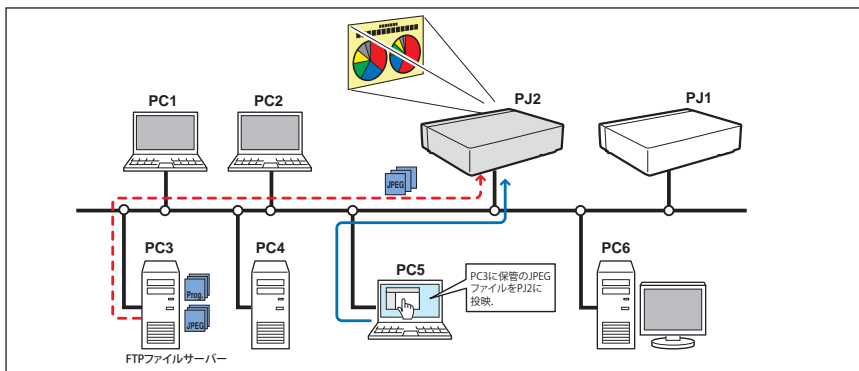 PJ2
PJ1
PC1
PC2
JPEG
PC3
PC4
PC5
PC6
PC3に保管のJPEG
ファイルをPJ2に
投映.
Prog.
JPEG
FTPファイルサーバー